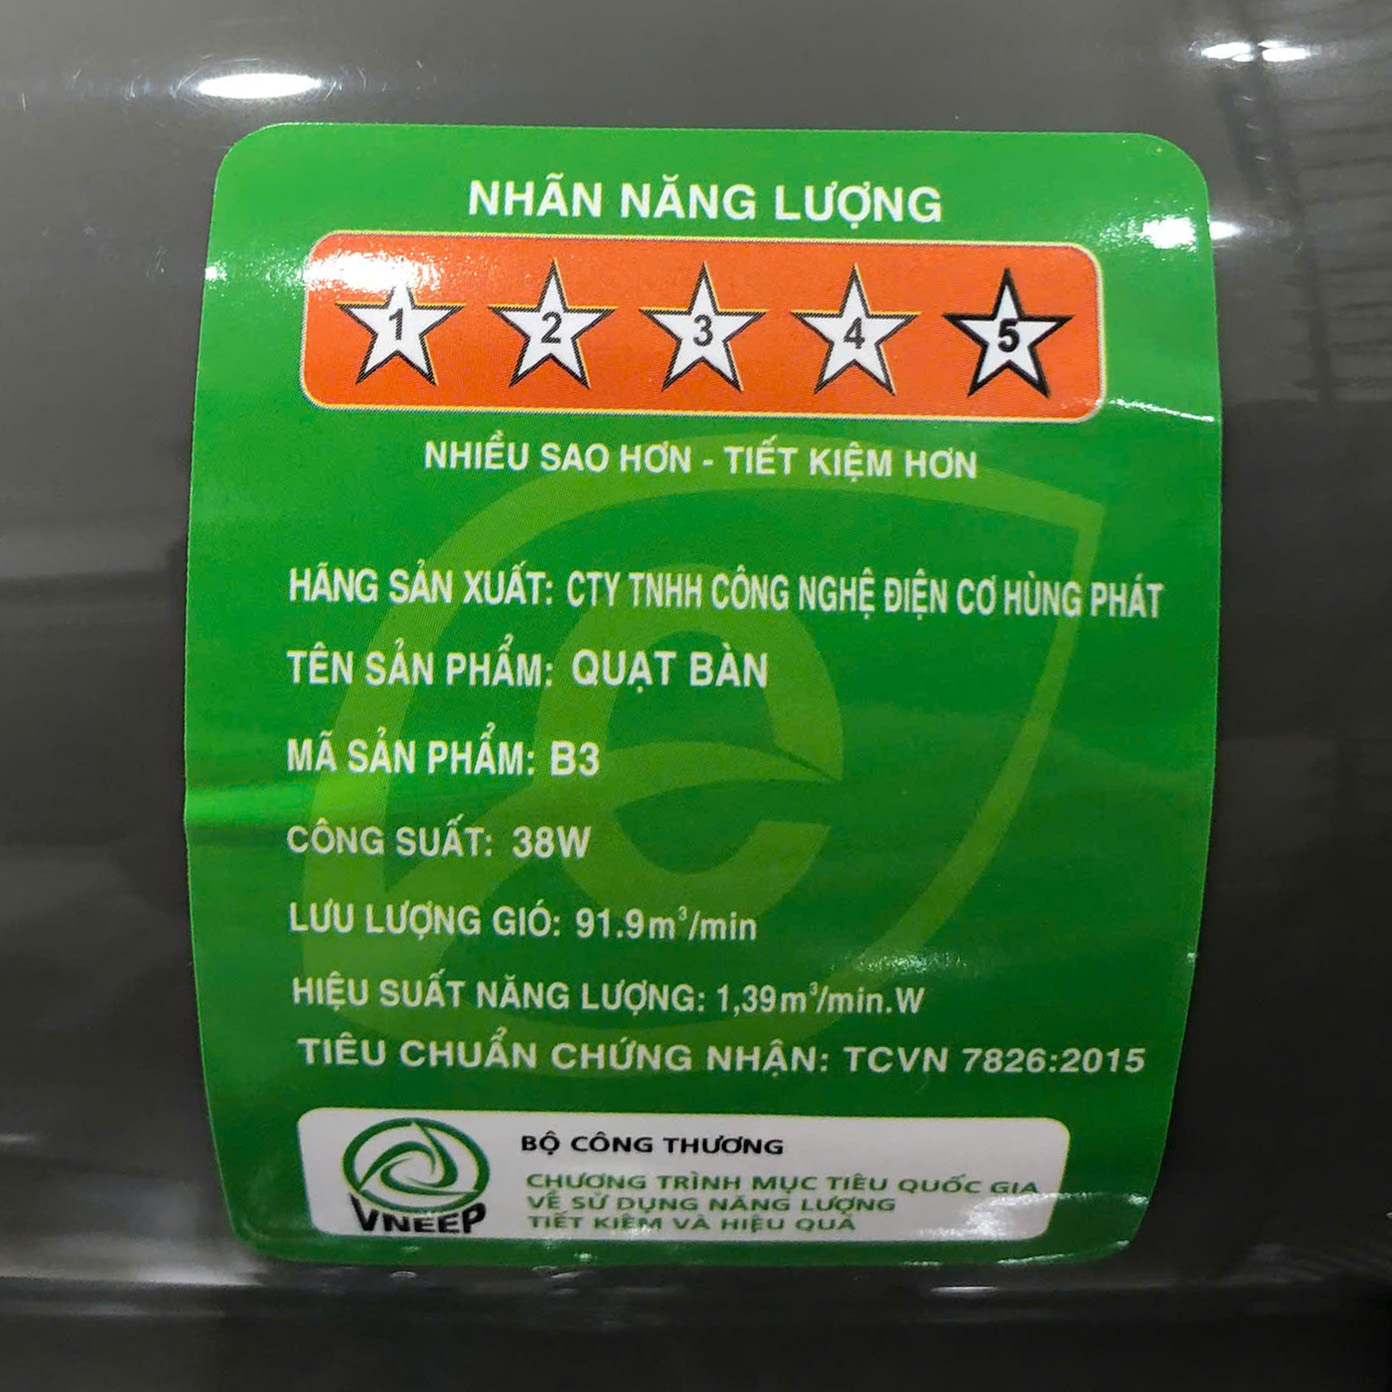 NHÃN NĂNG LƯỢNG
1 2 3 4 5
NHIỀU SAO HƠN - TIẾT KIỆM HƠN
HÃNG SẢN XUẤT: CTY TNHH CÔNG NGHỆ ĐIỆN CƠ HÙNG PHÁT
TÊN SẢN PHẨM: QUẠT BÀN
MÃ SẢN PHẨM: B3
CÔNG SUẤT: 38W
LƯU LƯỢNG GIÓ: 91.9m³/min
HIỆU SUẤT NĂNG LƯỢNG: 1,39m³/min.W
TIÊU CHUẨN CHỨNG NHẬN: TCVN 7826:2015
BỘ CÔNG THƯƠNG
CHƯƠNG TRÌNH MỤC TIÊU QUỐC GIA
VỀ SỬ DỤNG NĂNG LƯỢNG
TIẾT KIỆM VÀ HIỆU QUẢ
VNEEP